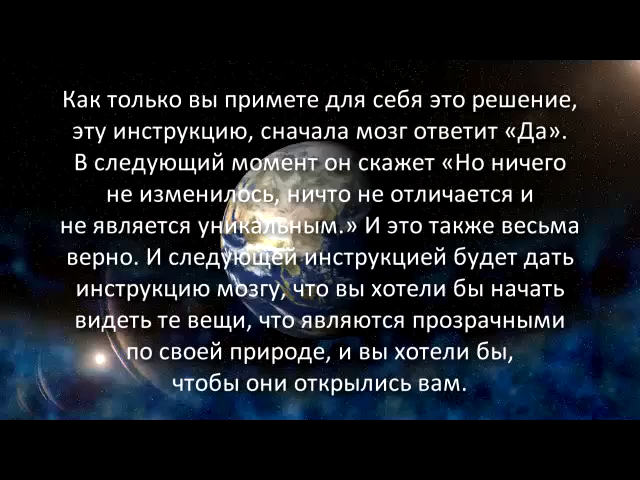 Как только вы примете для себя это решение,
эту инструкцию, сначала мозг ответит «Да».
В следующий момент он скажет «Но ничего
не изменилось, ничто не отличается и
не является уникальным.» И это также весьма
верно. И следующей инструкцией будет дать
инструкцию мозгу, что вы хотели бы начать
видеть те вещи, что являются прозрачными
по своей природе, и вы хотели бы,
чтобы они открылись вам.